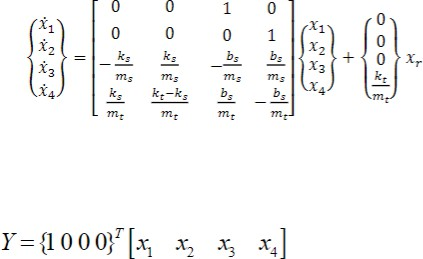 {ẋ₁ ẋ₂ ẋ₃ ẋ₄} = [0 0 1 0; 0 0 0 1; −kₛ/mₛ kₛ/mₛ −bₛ/mₛ bₛ/mₛ; kₛ/mₜ (kₜ−kₛ)/mₜ bₛ/mₜ −bₛ/mₜ] {x₁ x₂ x₃ x₄} + {0 0 0 kₜ/mₜ} xᵣ
Y = {1 0 0 0}ᵀ [x₁ x₂ x₃ x₄]